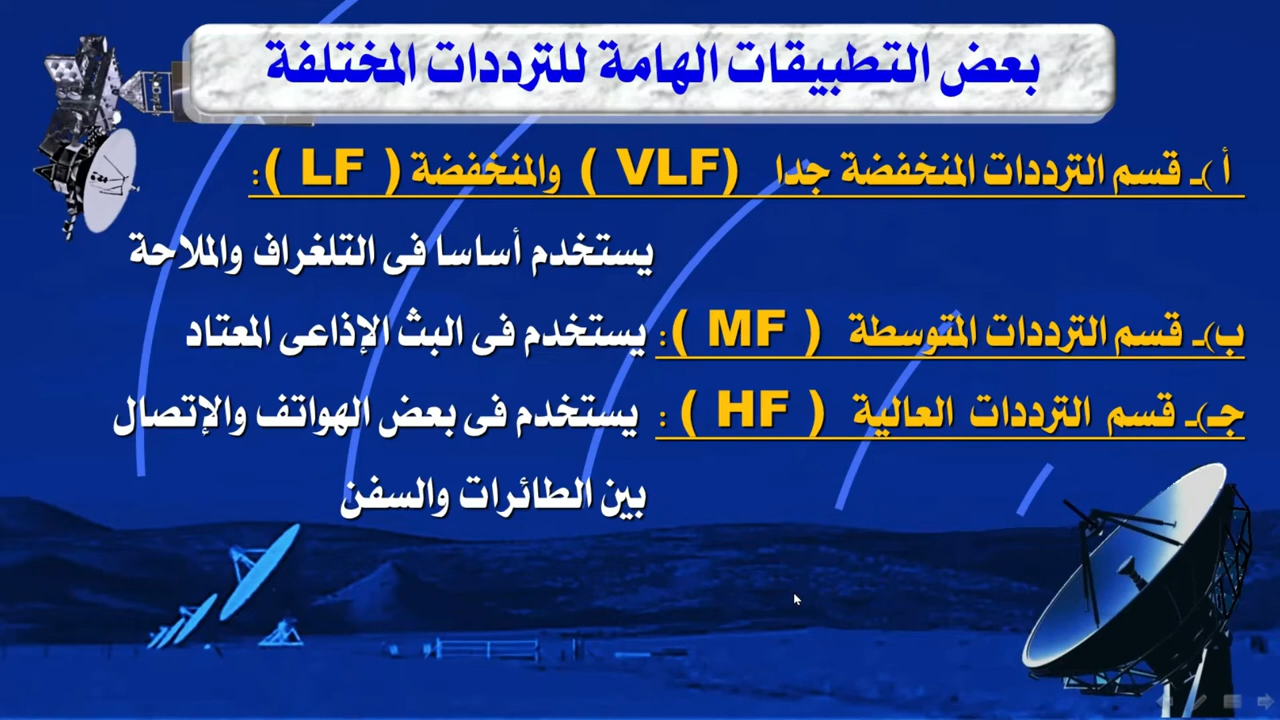 بعض التطبيقات الهامة للترددات المختلفة
أ )ـ قسم الترددات المنخفضة جدا ( VLF ) والمنخفضة ( LF ) :
يستخدم أساسا فى التلغراف والملاحة
ب)ـ قسم الترددات المتوسطة ( MF ) : يستخدم فى البث الإذاعى المعتاد
جـ)ـ قسم الترددات العالية ( HF ) : يستخدم فى بعض الهواتف والإتصال
بين الطائرات والسفن